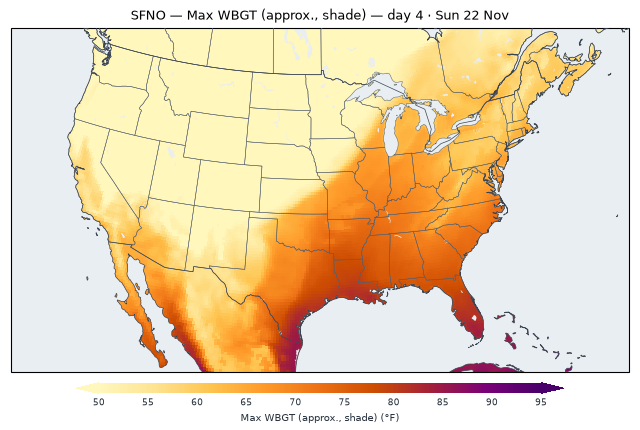 SFNO — Max WBGT (approx., shade) — day 4 · Sun 22 Nov
50 55 60 65 70 75 80 85 90 95
Max WBGT (approx., shade) (°F)